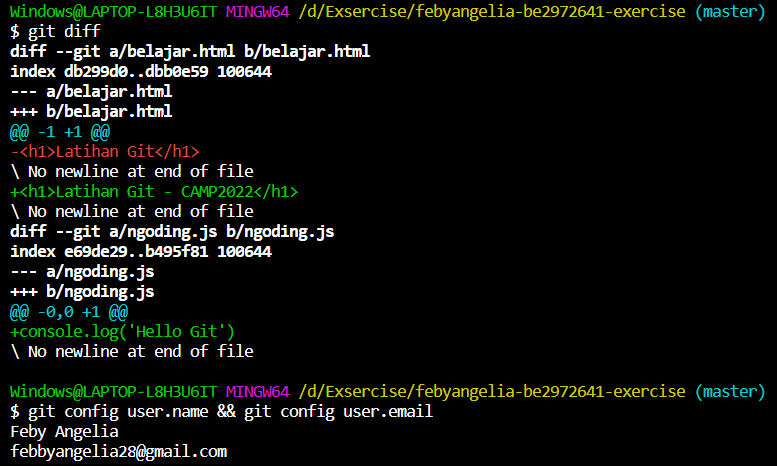 Windows@LAPTOP-L8H3U6IT MINGW64 /d/Exsercise/febyangelia-be2972641-exercise (master)
$ git diff
diff --git a/belajar.html b/belajar.html
index db299d0..dbb0e59 100644
--- a/belajar.html
+++ b/belajar.html
@@ -1 +1 @@
-<h1>Latihan Git</h1>
\ No newline at end of file
+<h1>Latihan Git - CAMP2022</h1>
\ No newline at end of file
diff --git a/ngoding.js b/ngoding.js
index e69de29..b495f81 100644
--- a/ngoding.js
+++ b/ngoding.js
@@ -0,0 +1 @@
+console.log('Hello Git')
\ No newline at end of file
Windows@LAPTOP-L8H3U6IT MINGW64 /d/Exsercise/febyangelia-be2972641-exercise (master)
$ git config user.name && git config user.email
Feby Angelia
febbyangelia28@gmail.com